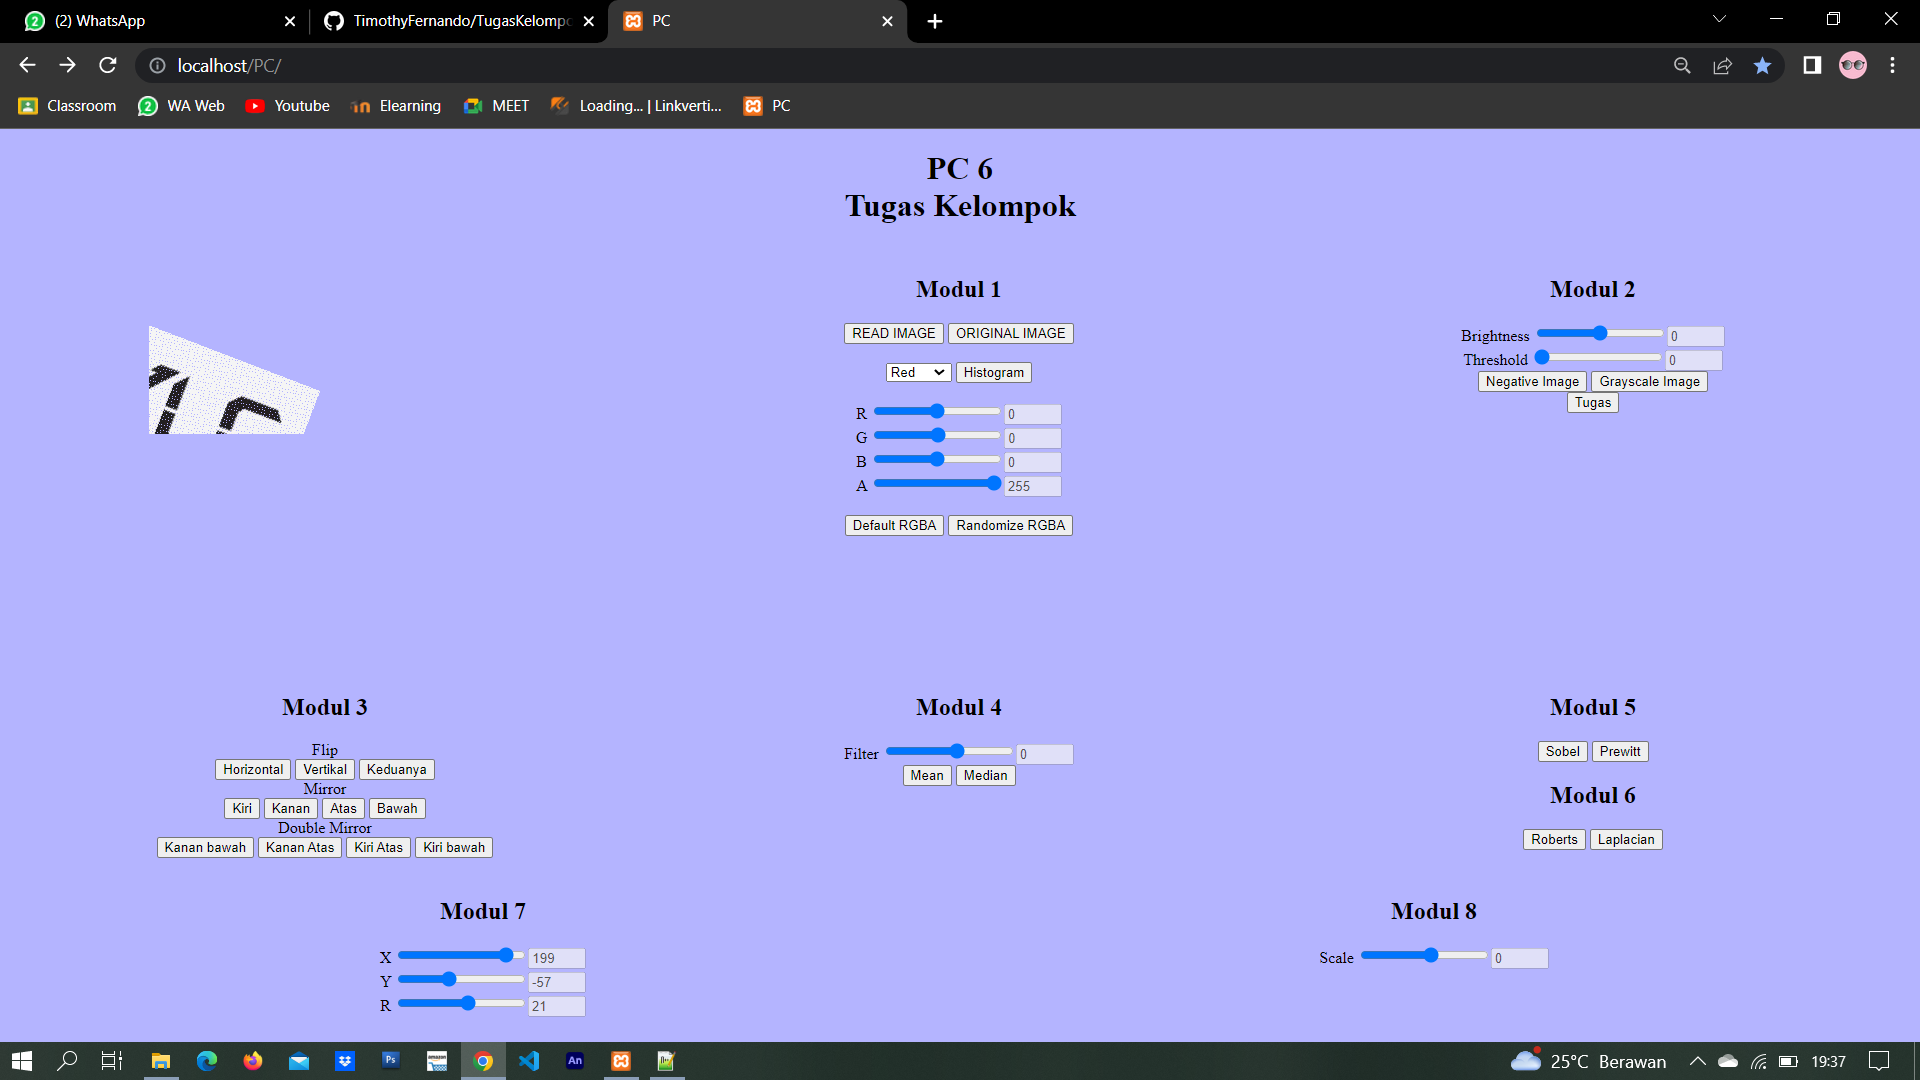 (2) WhatsApp
TimothyFernando/TugasKelompo
PC
localhost/PC/
Classroom WA Web Youtube Elearning MEET Loading... | Linkverti... PC
PC 6
Tugas Kelompok
Modul 1
READ IMAGE ORIGINAL IMAGE
Red Histogram
R 0
G 0
B 0
A 255
Default RGBA Randomize RGBA
Modul 2
Brightness 0
Threshold 0
Negative Image Grayscale Image
Tugas
Modul 3
Flip
Horizontal Vertikal Keduanya
Mirror
Kiri Kanan Atas Bawah
Double Mirror
Kanan bawah Kanan Atas Kiri Atas Kiri bawah
Modul 4
Filter 0
Mean Median
Modul 5
Sobel Prewitt
Modul 6
Roberts Laplacian
Modul 7
X 199
Y -57
R 21
Modul 8
Scale 0
Ps An 25°C Berawan 19:37